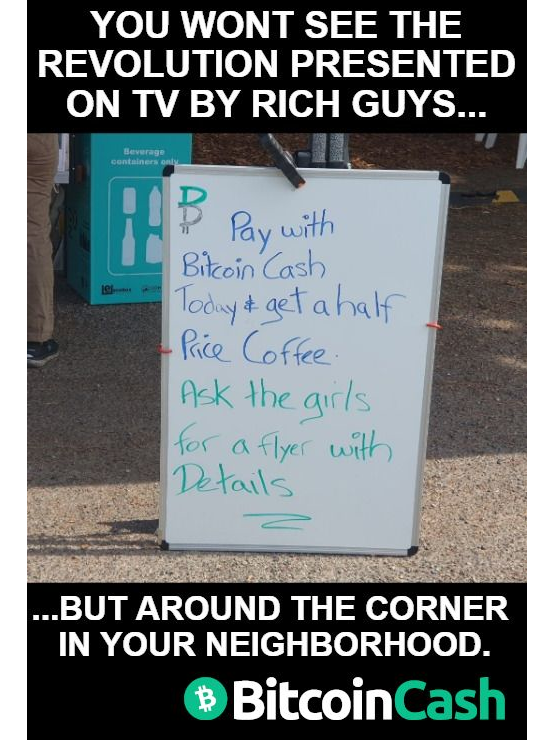 YOU WONT SEE THE
REVOLUTION PRESENTED
ON TV BY RICH GUYS...
Beverage
containers only
Pay with
Bitcoin Cash
Today & get a half
Price Coffee.
Ask the girls
for a flyer with
Details
...BUT AROUND THE CORNER
IN YOUR NEIGHBORHOOD.
BitcoinCash